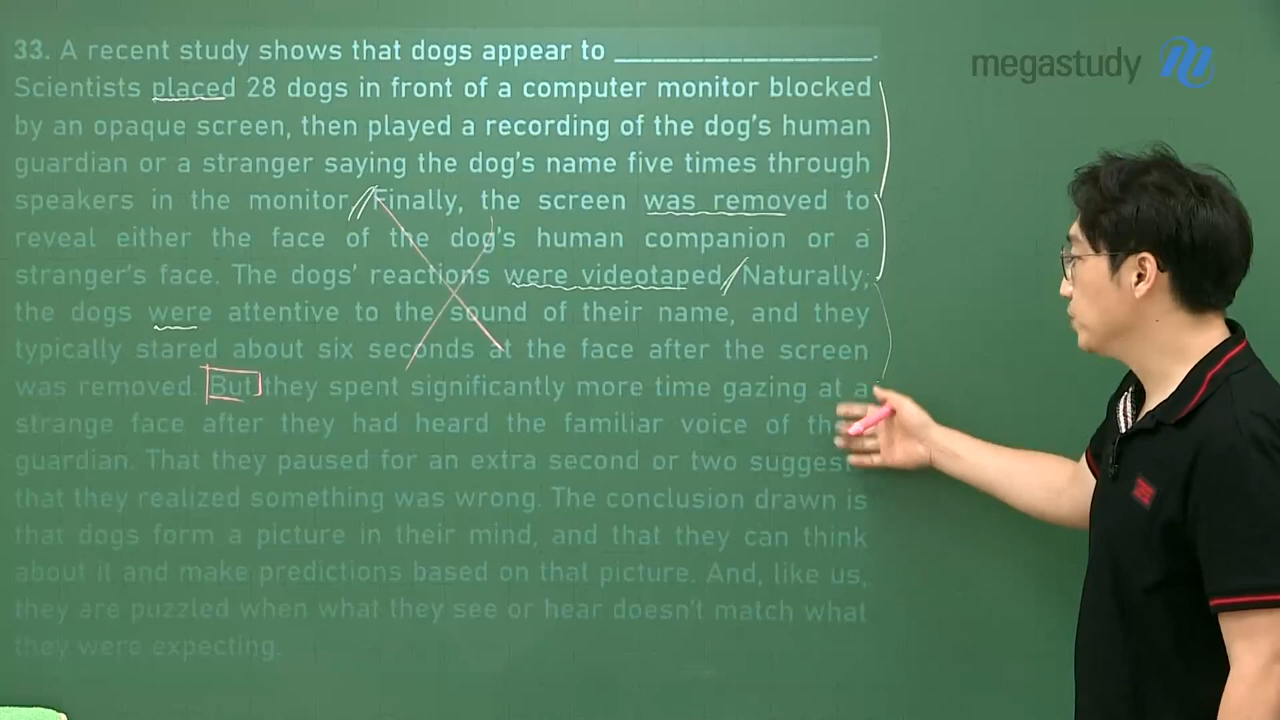 megastudy
33. A recent study shows that dogs appear to ____________________.
Scientists placed 28 dogs in front of a computer monitor blocked
by an opaque screen, then played a recording of the dog's human
guardian or a stranger saying the dog's name five times through
speakers in the monitor. Finally, the screen was removed to
reveal either the face of the dog's human companion or a
stranger's face. The dogs' reactions were videotaped. Naturally,
the dogs were attentive to the sound of their name, and they
typically stared about six seconds at the face after the screen
was removed. But they spent significantly more time gazing at a
strange face after they had heard the familiar voice of
guardian. That they paused for an extra second or two
that they realized something was wrong. The conclusion drawn is
that dogs form a picture in their mind, and that they can think
about it and make predictions based on that picture. And, like us,
they are puzzled when what they see or hear doesn't match what
they were expecting.